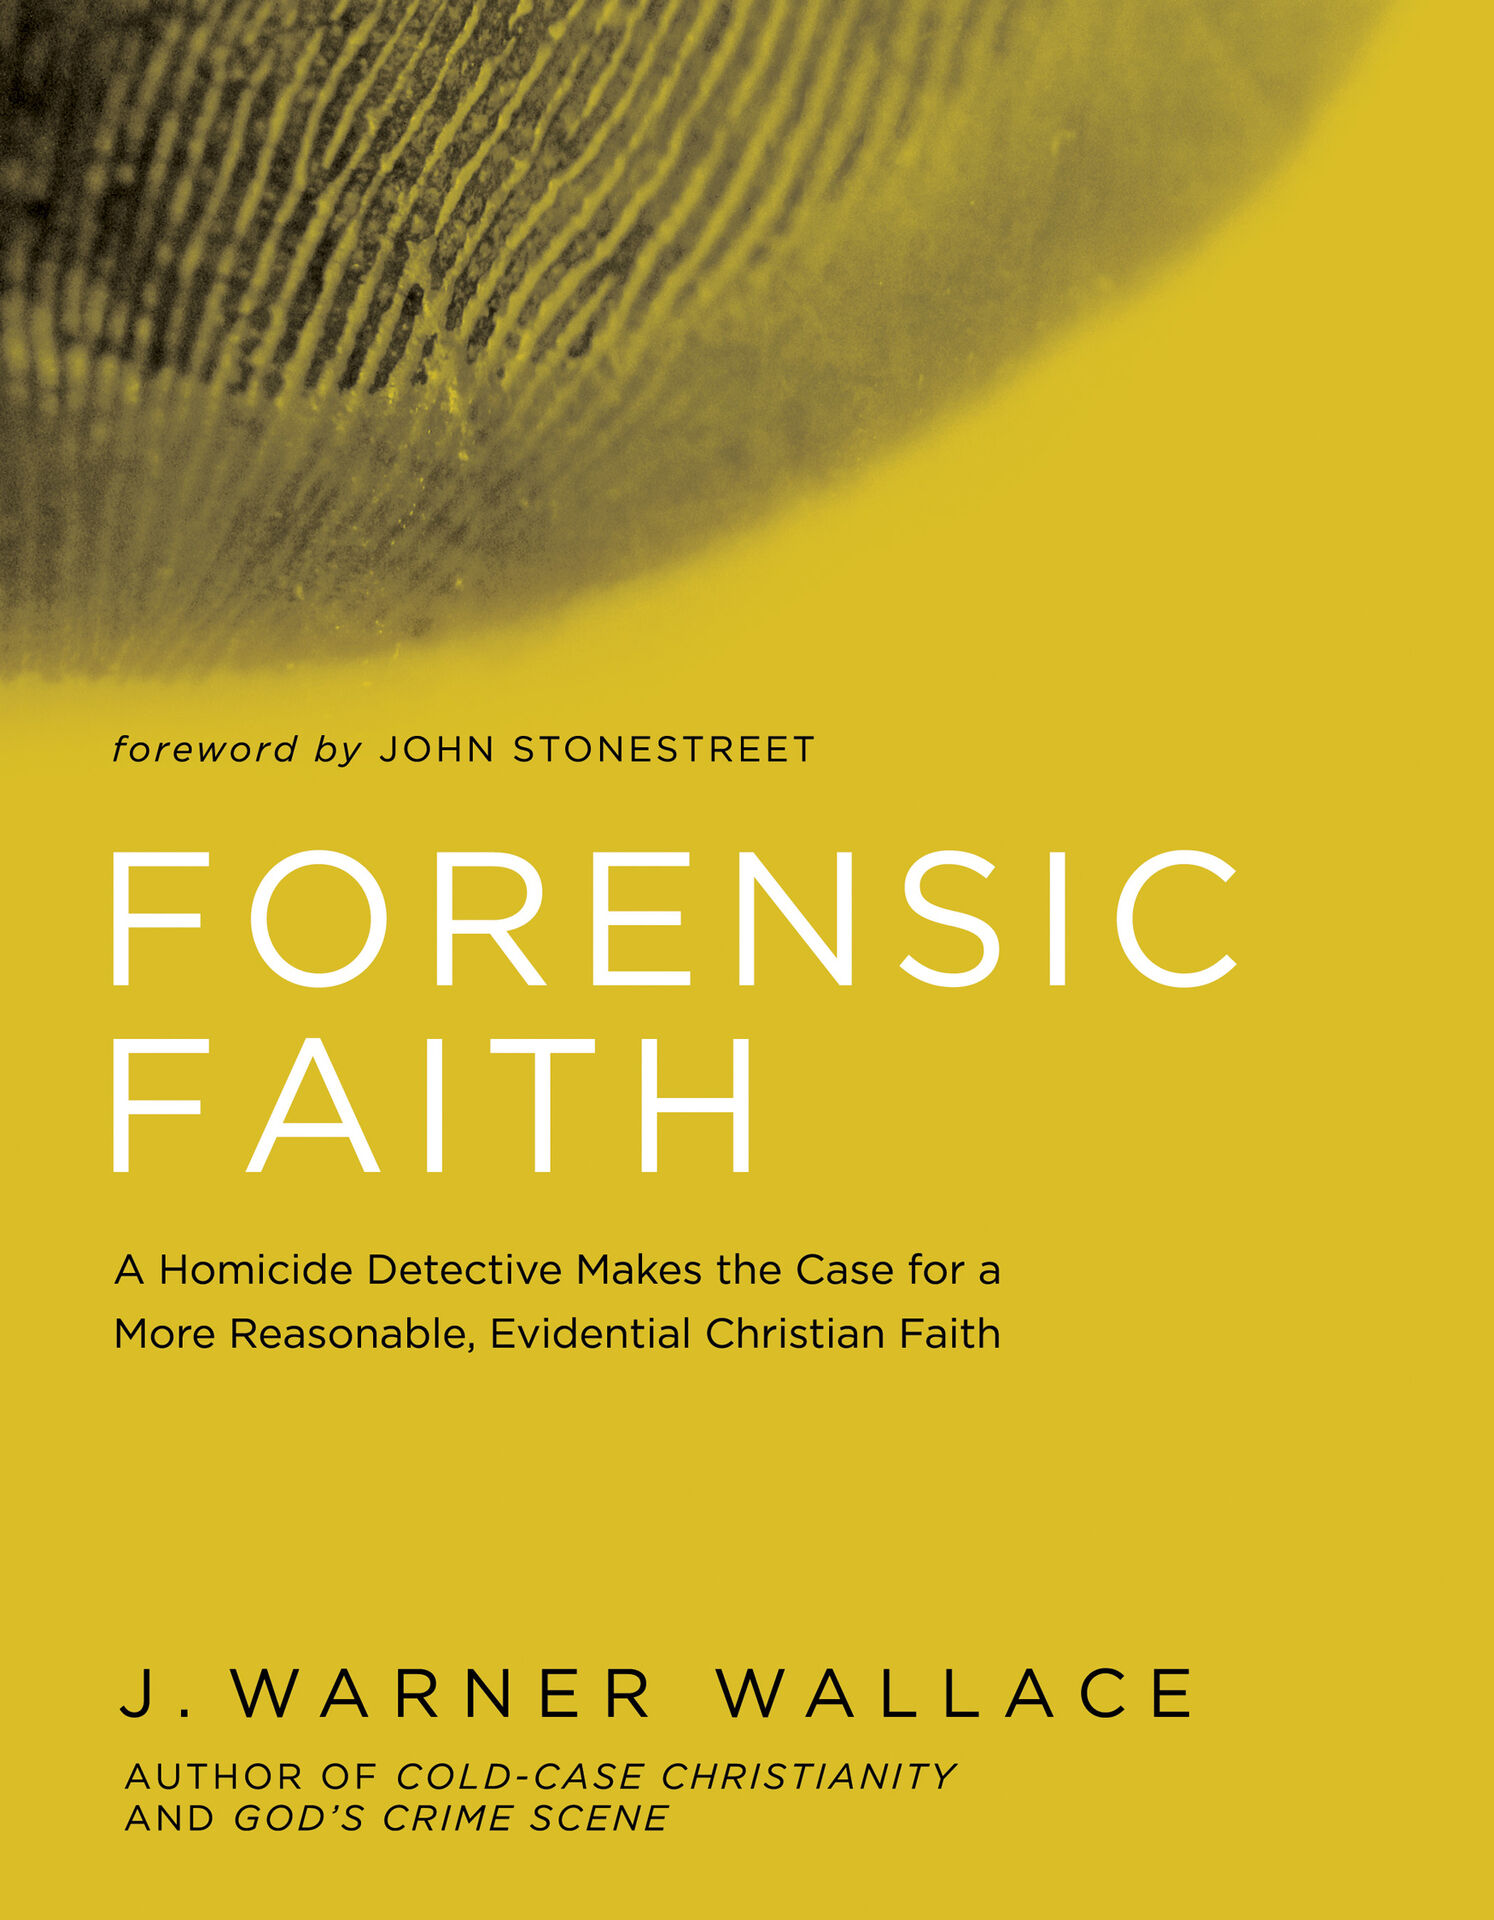 foreword by JOHN STONESTREET
FORENSIC
FAITH
A Homicide Detective Makes the Case for a
More Reasonable, Evidential Christian Faith
J. WARNER WALLACE
AUTHOR OF COLD-CASE CHRISTIANITY
AND GOD’S CRIME SCENE